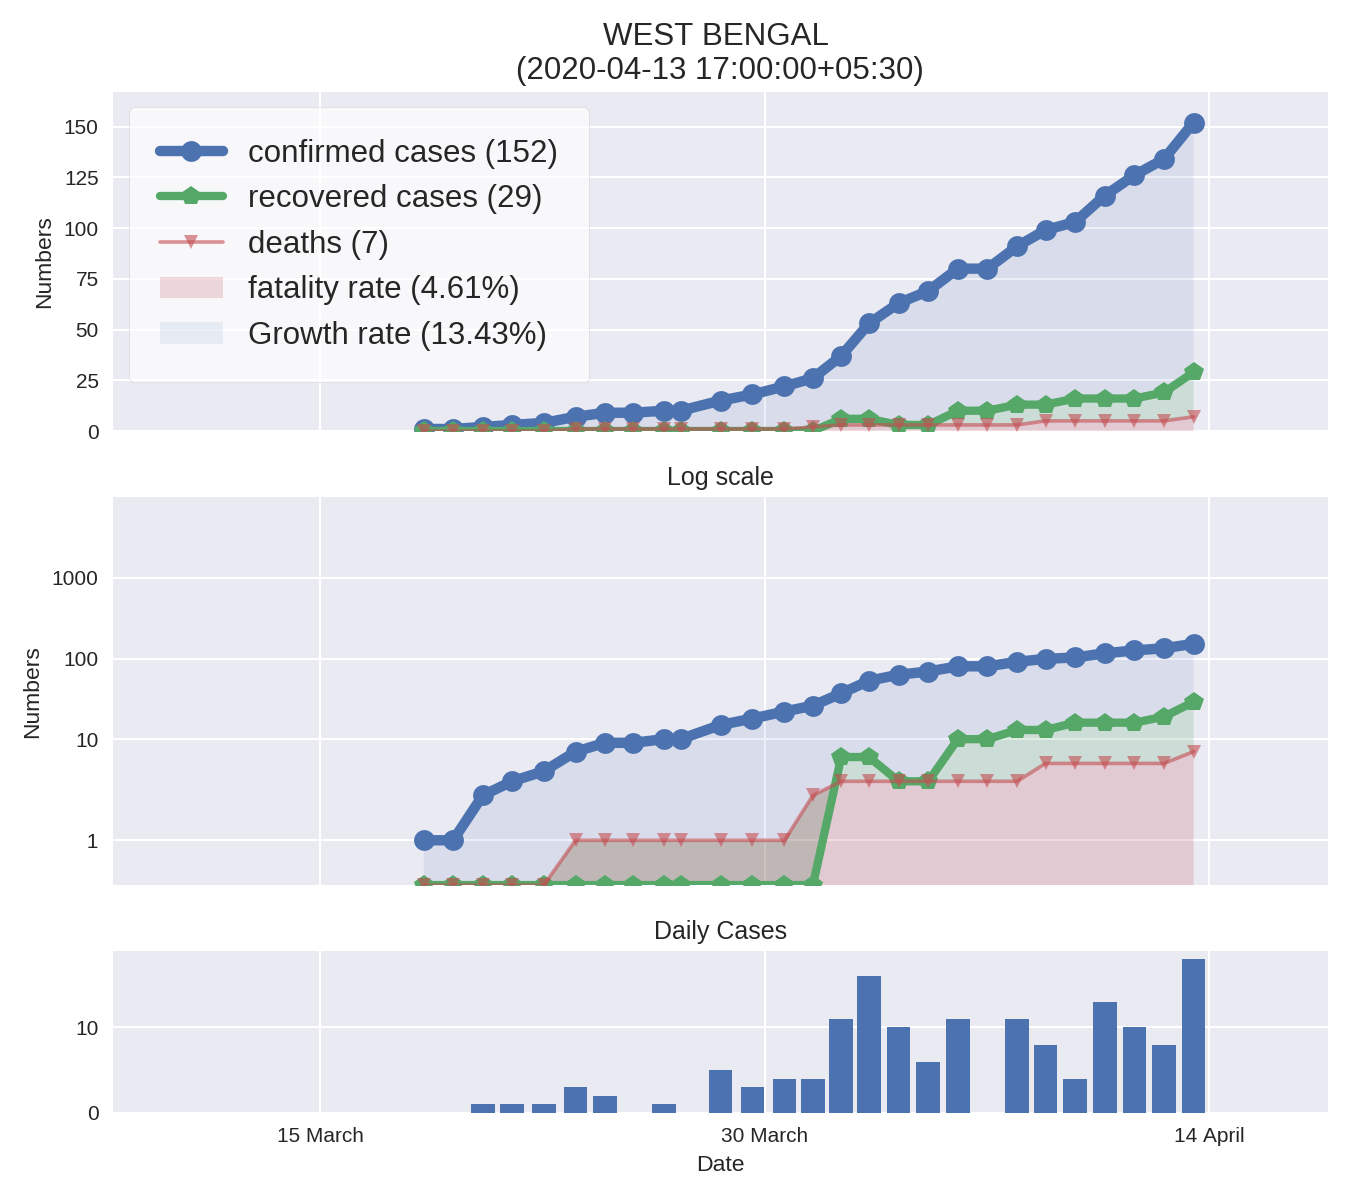 WEST BENGAL
(2020-04-13 17:00:00+05:30)
150
125
100
75
50
25
0
Numbers
confirmed cases (152)
recovered cases (29)
deaths (7)
fatality rate (4.61%)
Growth rate (13.43%)
Log scale
1000
100
10
1
Numbers
Daily Cases
10
0
15 March
30 March
14 April
Date